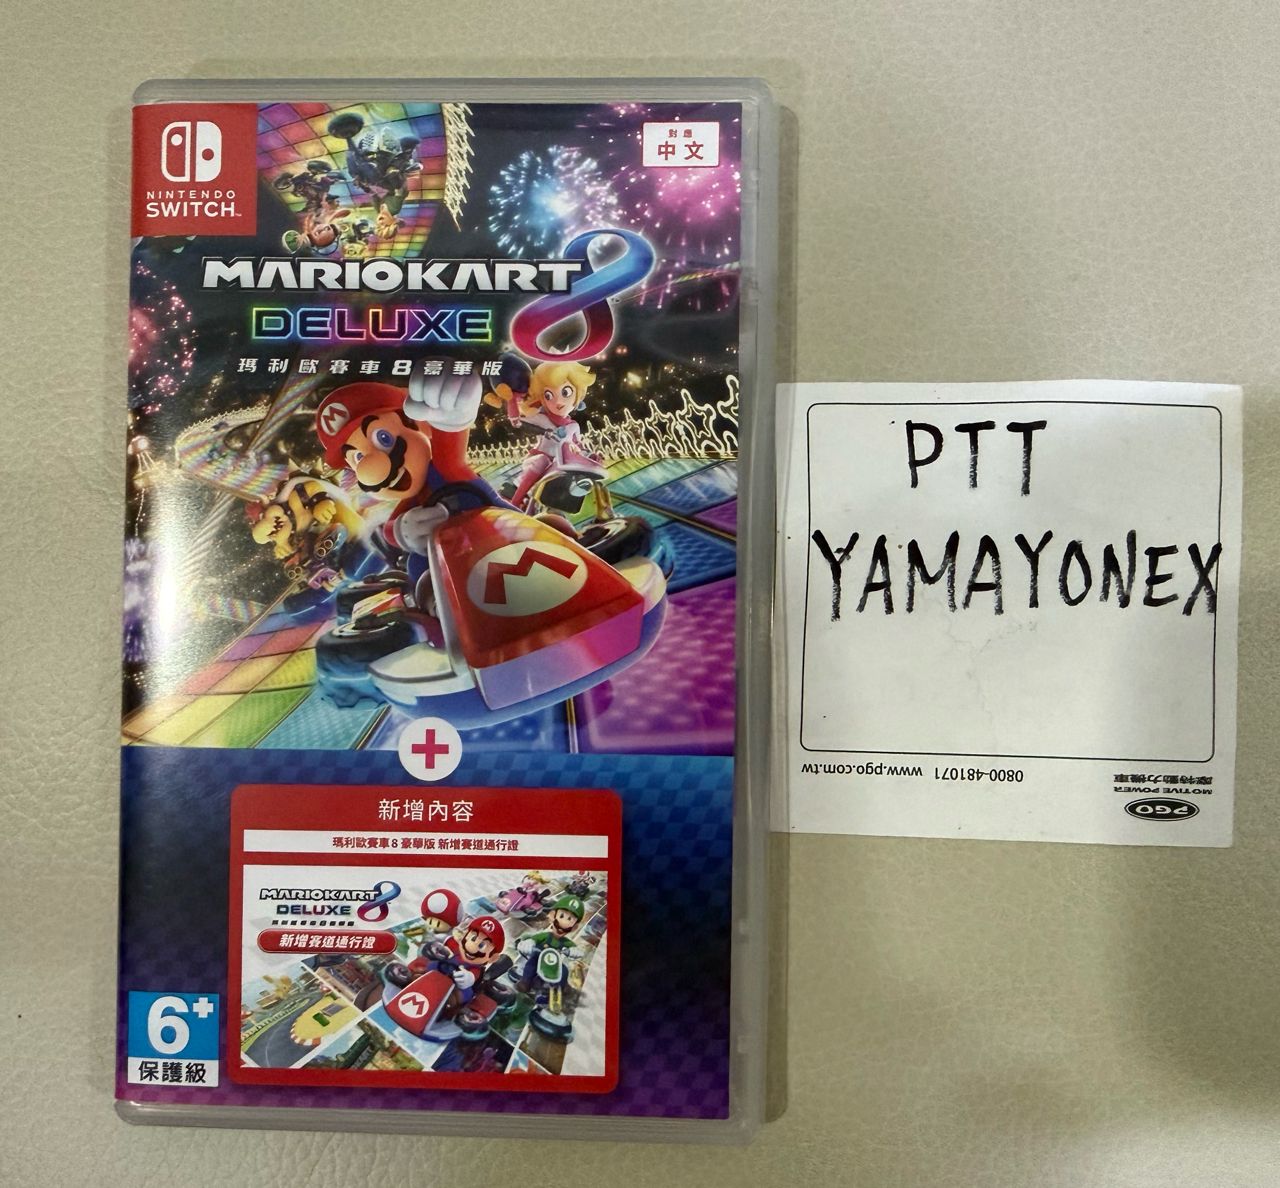 NINTENDO
SWITCH
對應
中文
MARIOKART 8
DELUXE
瑪利歐賽車8豪華版
+
新增內容
瑪利歐賽車8 豪華版 新增賽道通行證
MARIOKART 8
DELUXE
新增賽道通行證
6+
保護級
PTT
YAMAYONEX
PGO
MOTIVE POWER
摩特動力機車
0800-481071 www.pgo.com.tw